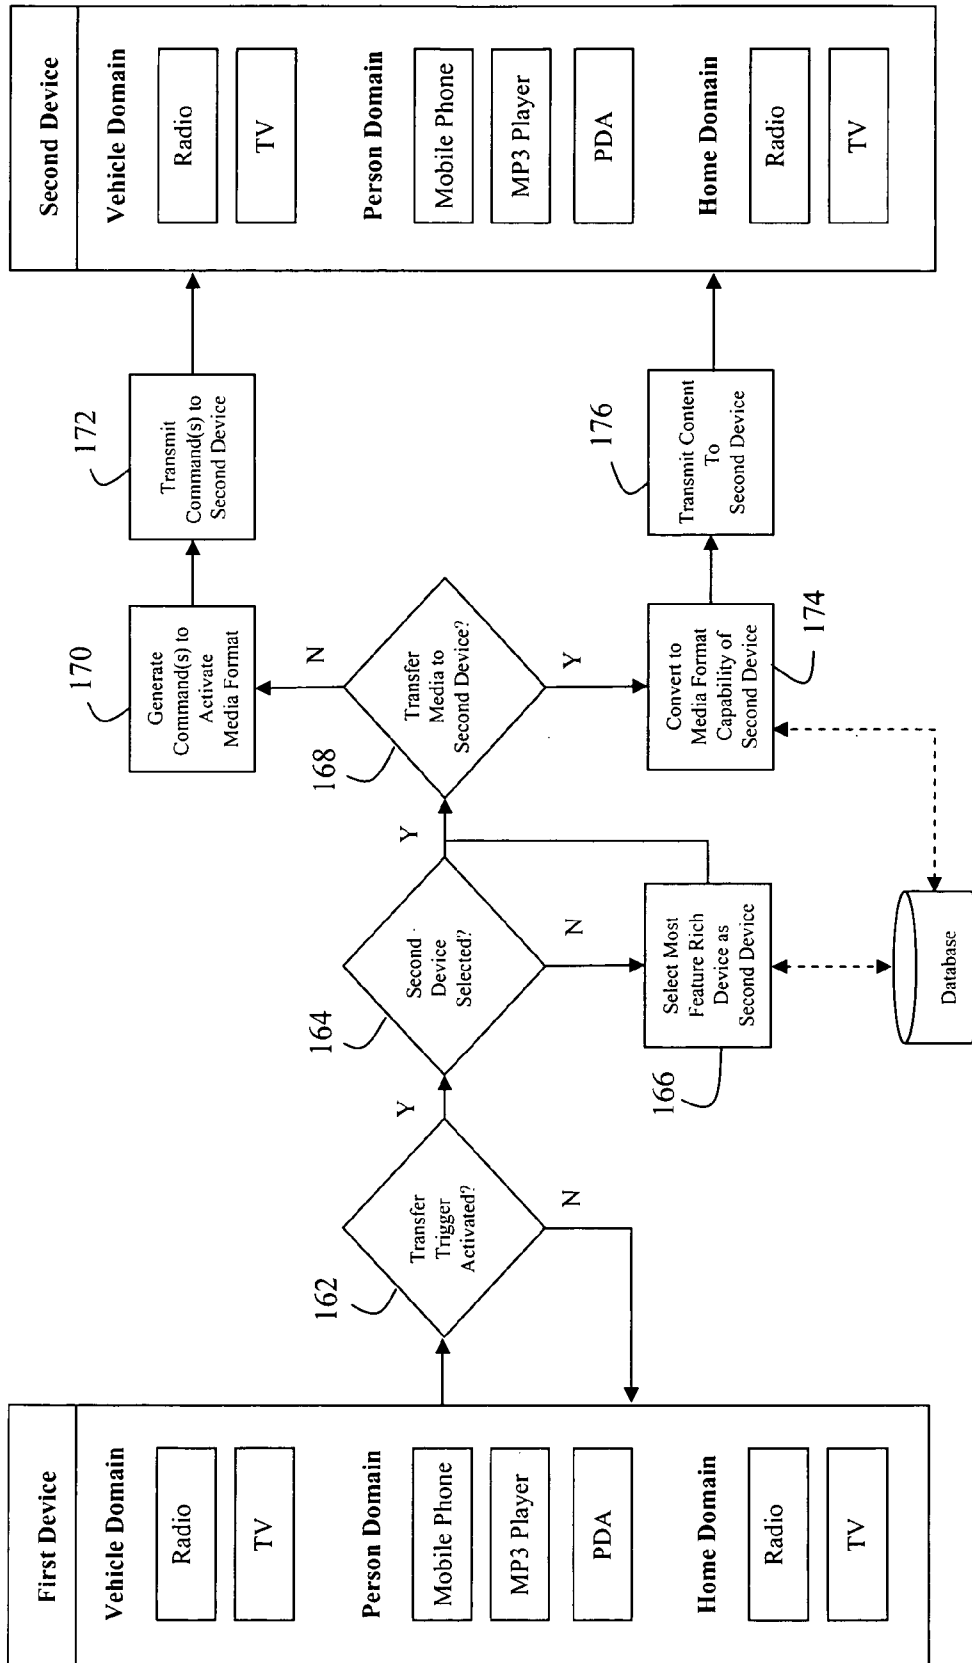 First Device
Vehicle Domain
Radio
TV
Person Domain
Mobile Phone
MP3 Player
PDA
Home Domain
Radio
TV
162
Transfer
Trigger
Activated?
Y
N
164
Second
Device
Selected?
Y
N
166
Select Most
Feature Rich
Device as
Second Device
Database
168
Transfer
Media to
Second Device?
N
Y
170
Generate
Command(s) to
Activate
Media Format
172
Transmit
Command(s) to
Second Device
174
Convert to
Media Format
Capability of
Second Device
176
Transmit Content
To
Second Device
Second Device
Vehicle Domain
Radio
TV
Person Domain
Mobile Phone
MP3 Player
PDA
Home Domain
Radio
TV